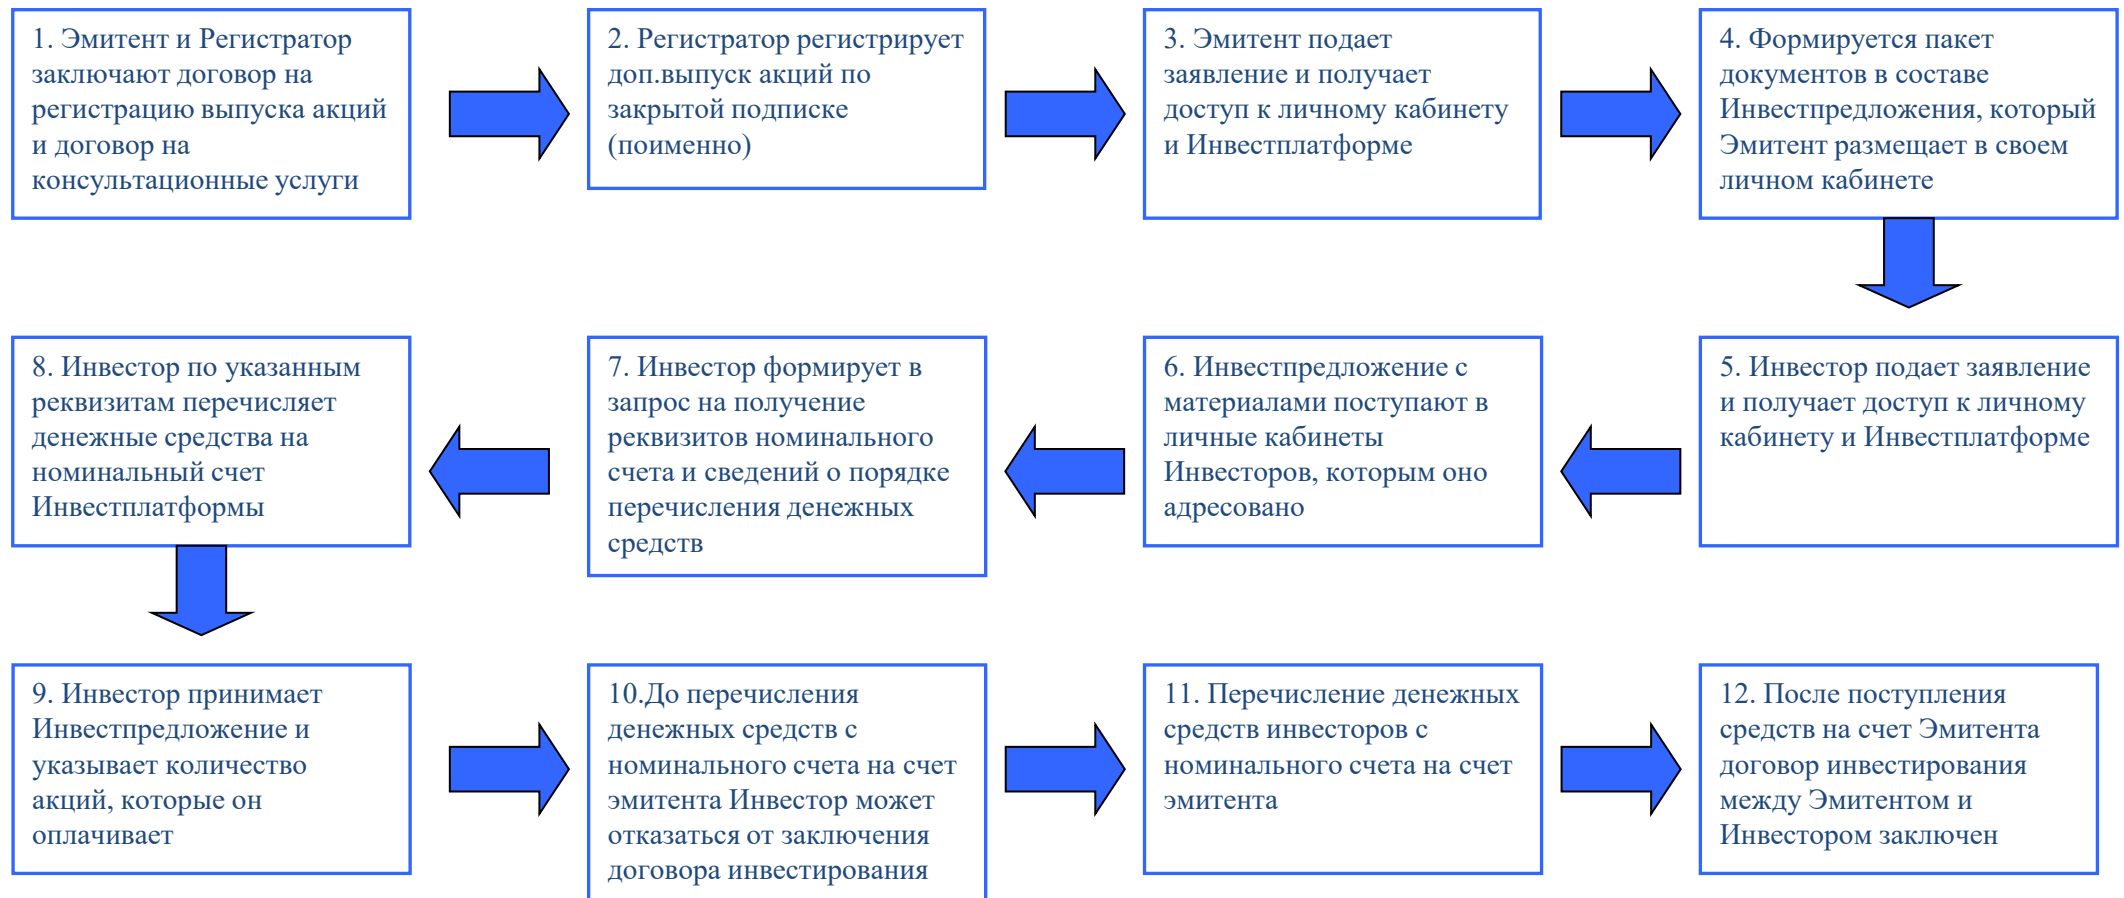 1. Эмитент и Регистратор
заключают договор на
регистрацию выпуска акций
и договор на
консультационные услуги
2. Регистратор регистрирует
доп.выпуск акций по
закрытой подписке
(поименно)
3. Эмитент подает
заявление и получает
доступ к личному кабинету
и Инвестплатформе
4. Формируется пакет
документов в составе
Инвестпредложения, который
Эмитент размещает в своем
личном кабинете
5. Инвестор подает заявление
и получает доступ к личному
кабинету и Инвестплатформе
6. Инвестпредложение с
материалами поступают в
личные кабинеты
Инвесторов, которым оно
адресовано
7. Инвестор формирует в
запрос на получение
реквизитов номинального
счета и сведений о порядке
перечисления денежных
средств
8. Инвестор по указанным
реквизитам перечисляет
денежные средства на
номинальный счет
Инвестплатформы
9. Инвестор принимает
Инвестпредложение и
указывает количество
акций, которые он
оплачивает
10.До перечисления
денежных средств с
номинального счета на счет
эмитента Инвестор может
отказаться от заключения
договора инвестирования
11. Перечисление денежных
средств инвесторов с
номинального счета на счет
эмитента
12. После поступления
средств на счет Эмитента
договор инвестирования
между Эмитентом и
Инвестором заключен